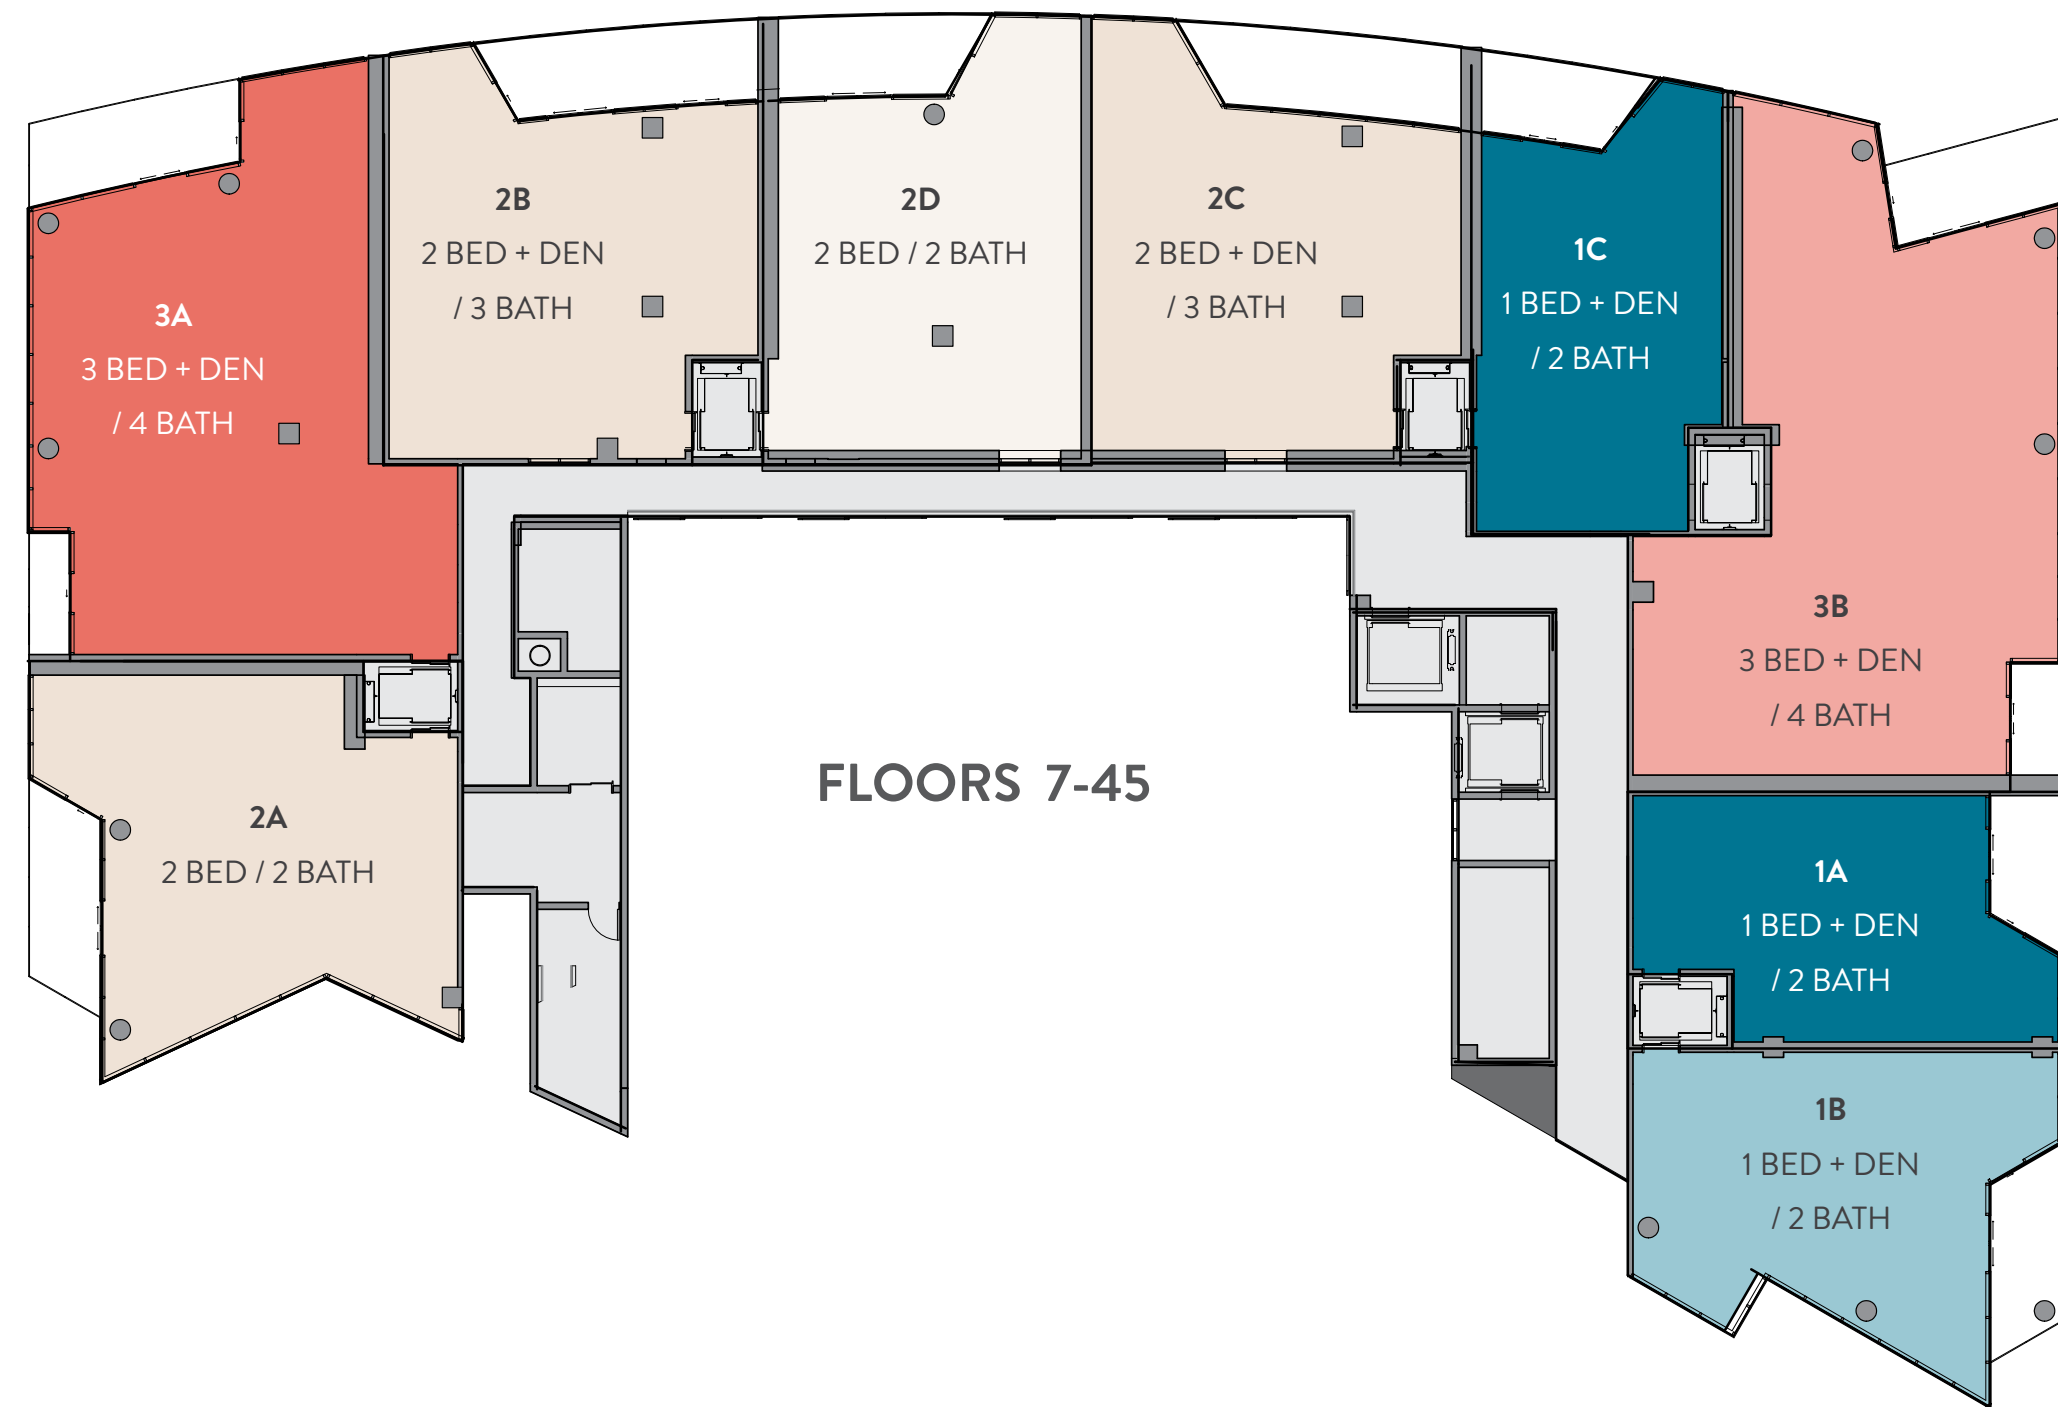 2B
2 BED + DEN
/ 3 BATH
2D
2 BED / 2 BATH
2C
2 BED + DEN
/ 3 BATH
1C
1 BED + DEN
/ 2 BATH
3A
3 BED + DEN
/ 4 BATH
3B
3 BED + DEN
/ 4 BATH
FLOORS 7-45
2A
2 BED / 2 BATH
1A
1 BED + DEN
/ 2 BATH
1B
1 BED + DEN
/ 2 BATH